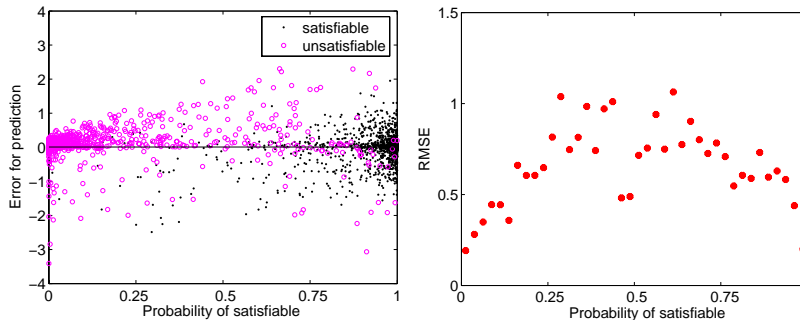 4
3
2
1
0
−1
−2
−3
−4
Error for prediction
satisfiable
unsatisfiable
0 0.25 0.5 0.75 1
Probability of satisfiable
1.5
1
0.5
0
RMSE
0 0.25 0.5 0.75
Probability of satisfiable